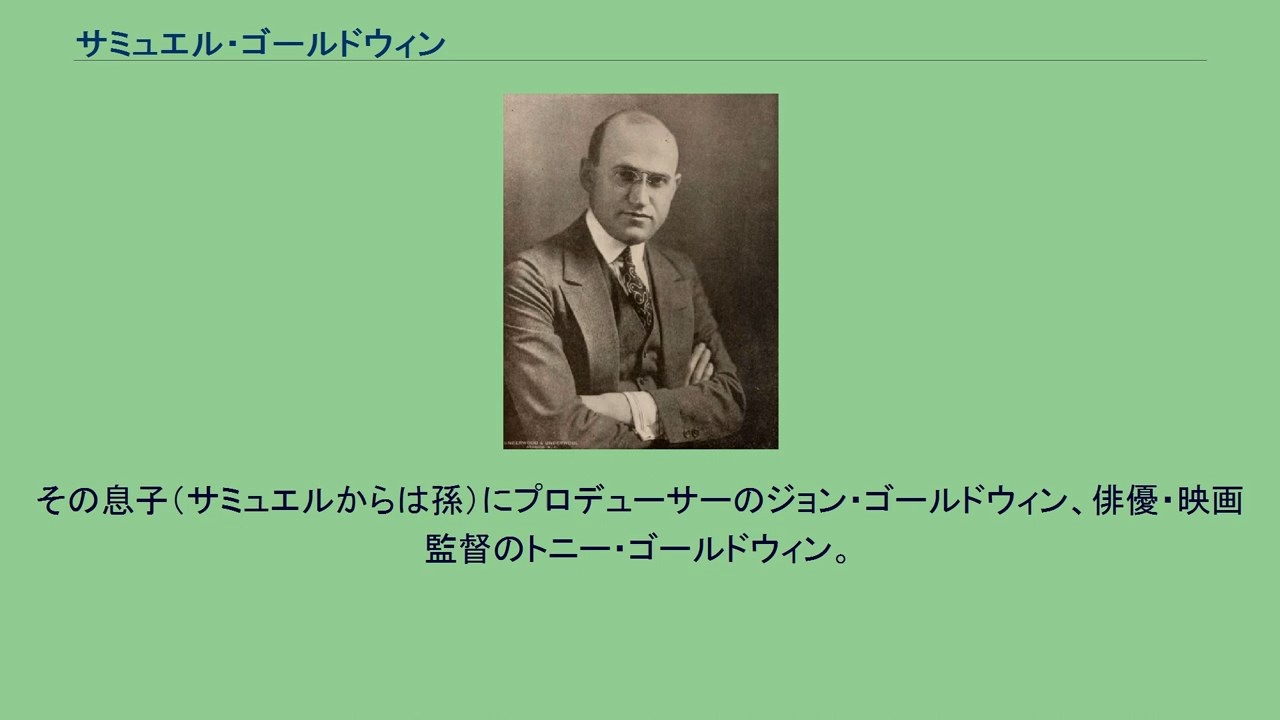 サミュエル・ゴールドウィン
UNDERWOOD & UNDERWOOD
その息子（サミュエルからは孫）にプロデューサーのジョン・ゴールドウィン、俳優・映画
監督のトニー・ゴールドウィン。